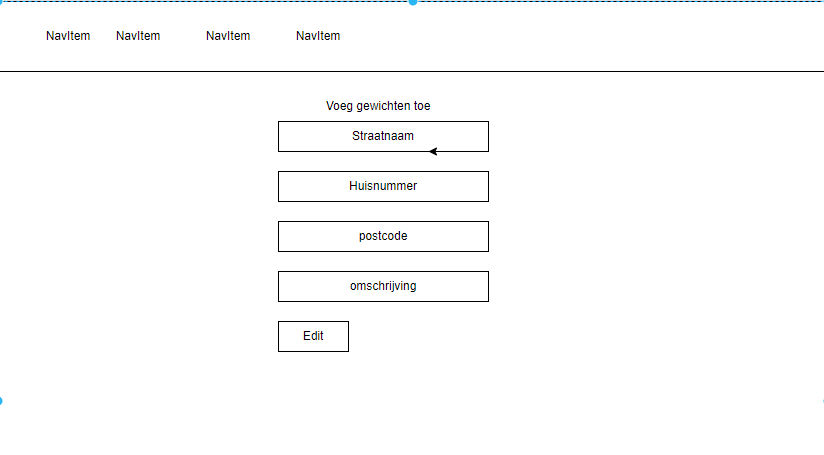 NavItem NavItem NavItem NavItem
Voeg gewichten toe
Straatnaam
Huisnummer
postcode
omschrijving
Edit